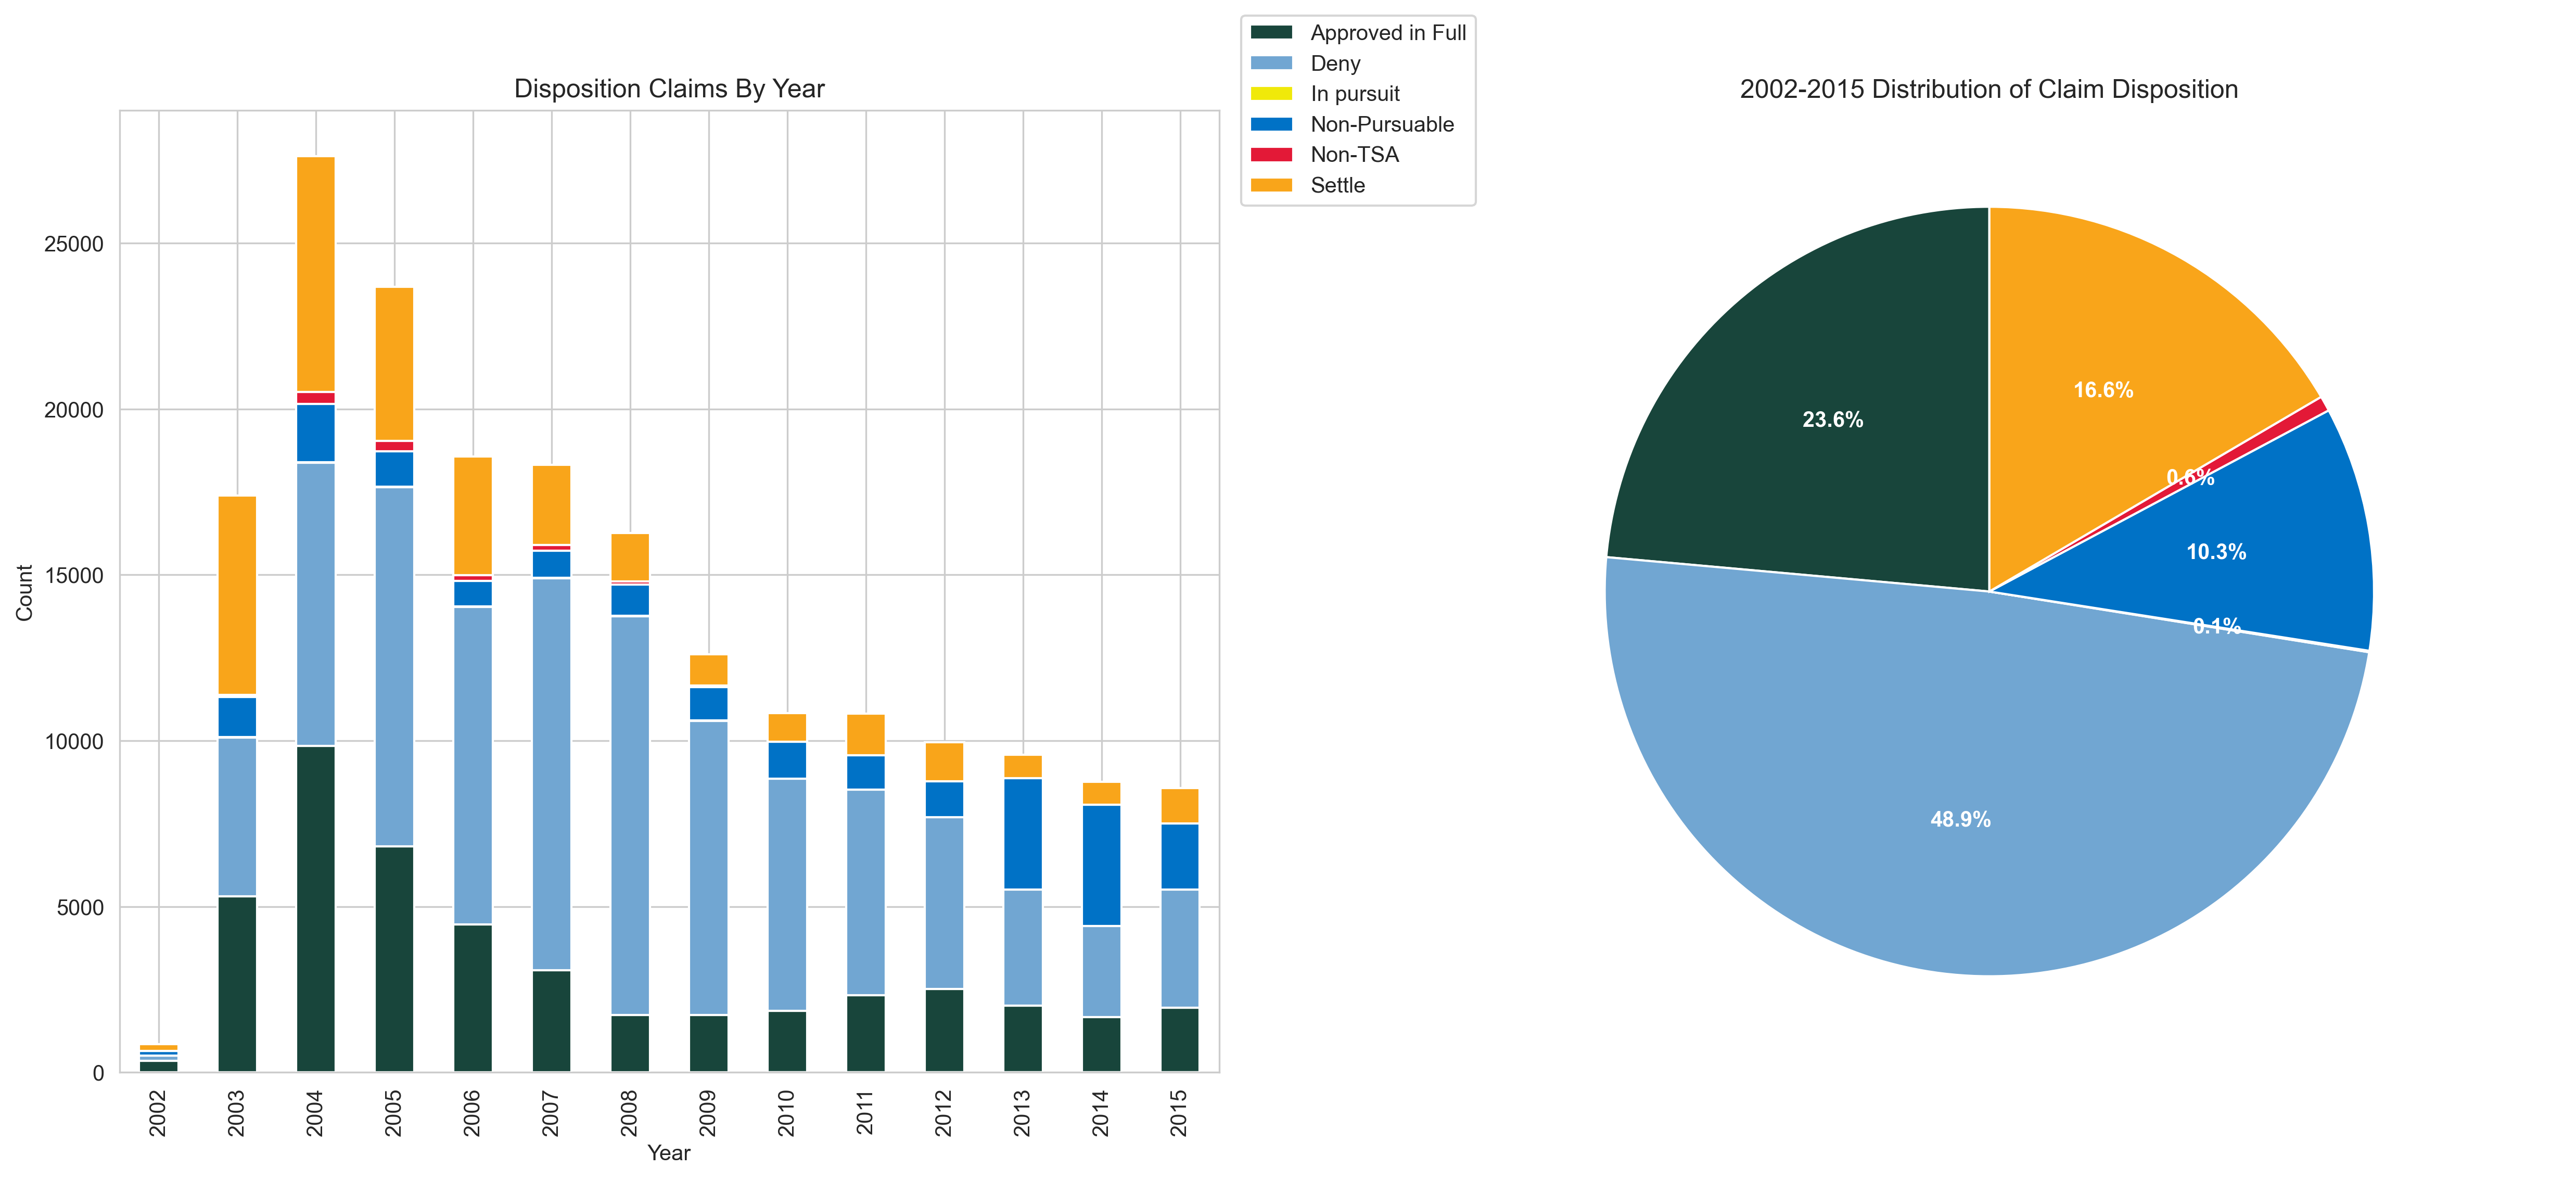 Disposition Claims By Year
25000
20000
15000
10000
5000
0
Count
2002
2003
2004
2005
2006
2007
2008
2009
2010
2011
2012
2013
2014
2015
Year
Approved in Full
Deny
In pursuit
Non-Pursuable
Non-TSA
Settle
2002-2015 Distribution of Claim Disposition
16.6%
23.6%
0.6%
10.3%
0.1%
48.9%